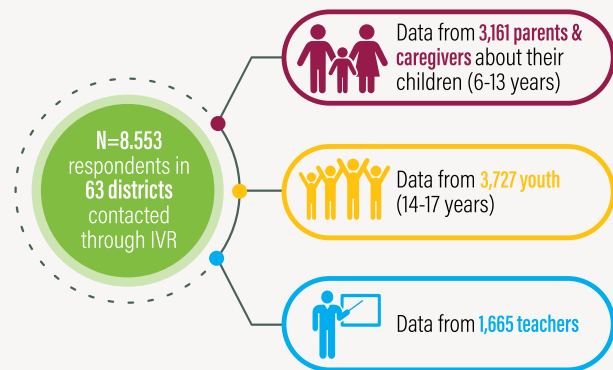 N=8.553
respondents in
63 districts
contacted
through IVR
Data from 3,161 parents &
caregivers about their
children (6-13 years)
Data from 3,727 youth
(14-17 years)
Data from 1,665 teachers